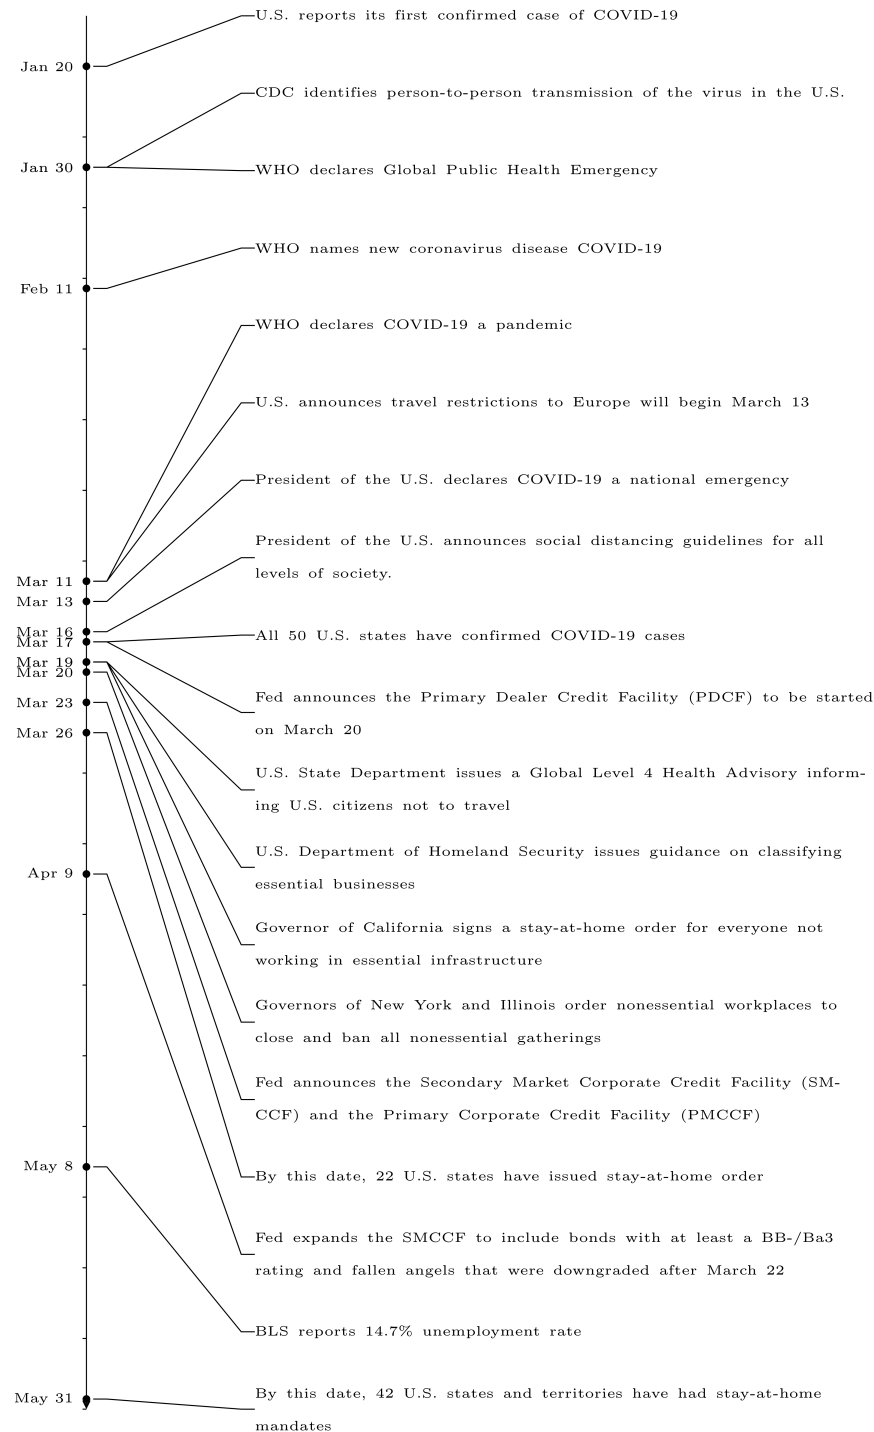 U.S. reports its first confirmed case of COVID-19
Jan 20
CDC identifies person-to-person transmission of the virus in the U.S.
Jan 30
WHO declares Global Public Health Emergency
WHO names new coronavirus disease COVID-19
Feb 11
WHO declares COVID-19 a pandemic
U.S. announces travel restrictions to Europe will begin March 13
President of the U.S. declares COVID-19 a national emergency
President of the U.S. announces social distancing guidelines for all
levels of society.
Mar 11
Mar 13
Mar 16
Mar 17
All 50 U.S. states have confirmed COVID-19 cases
Mar 19
Mar 20
Fed announces the Primary Dealer Credit Facility (PDCF) to be started
on March 20
Mar 23
Mar 26
U.S. State Department issues a Global Level 4 Health Advisory inform-
ing U.S. citizens not to travel
U.S. Department of Homeland Security issues guidance on classifying
essential businesses
Apr 9
Governor of California signs a stay-at-home order for everyone not
working in essential infrastructure
Governors of New York and Illinois order nonessential workplaces to
close and ban all nonessential gatherings
Fed announces the Secondary Market Corporate Credit Facility (SM-
CCF) and the Primary Corporate Credit Facility (PMCCF)
May 8
By this date, 22 U.S. states have issued stay-at-home order
Fed expands the SMCCF to include bonds with at least a BB-/Ba3
rating and fallen angels that were downgraded after March 22
BLS reports 14.7% unemployment rate
May 31
By this date, 42 U.S. states and territories have had stay-at-home
mandates